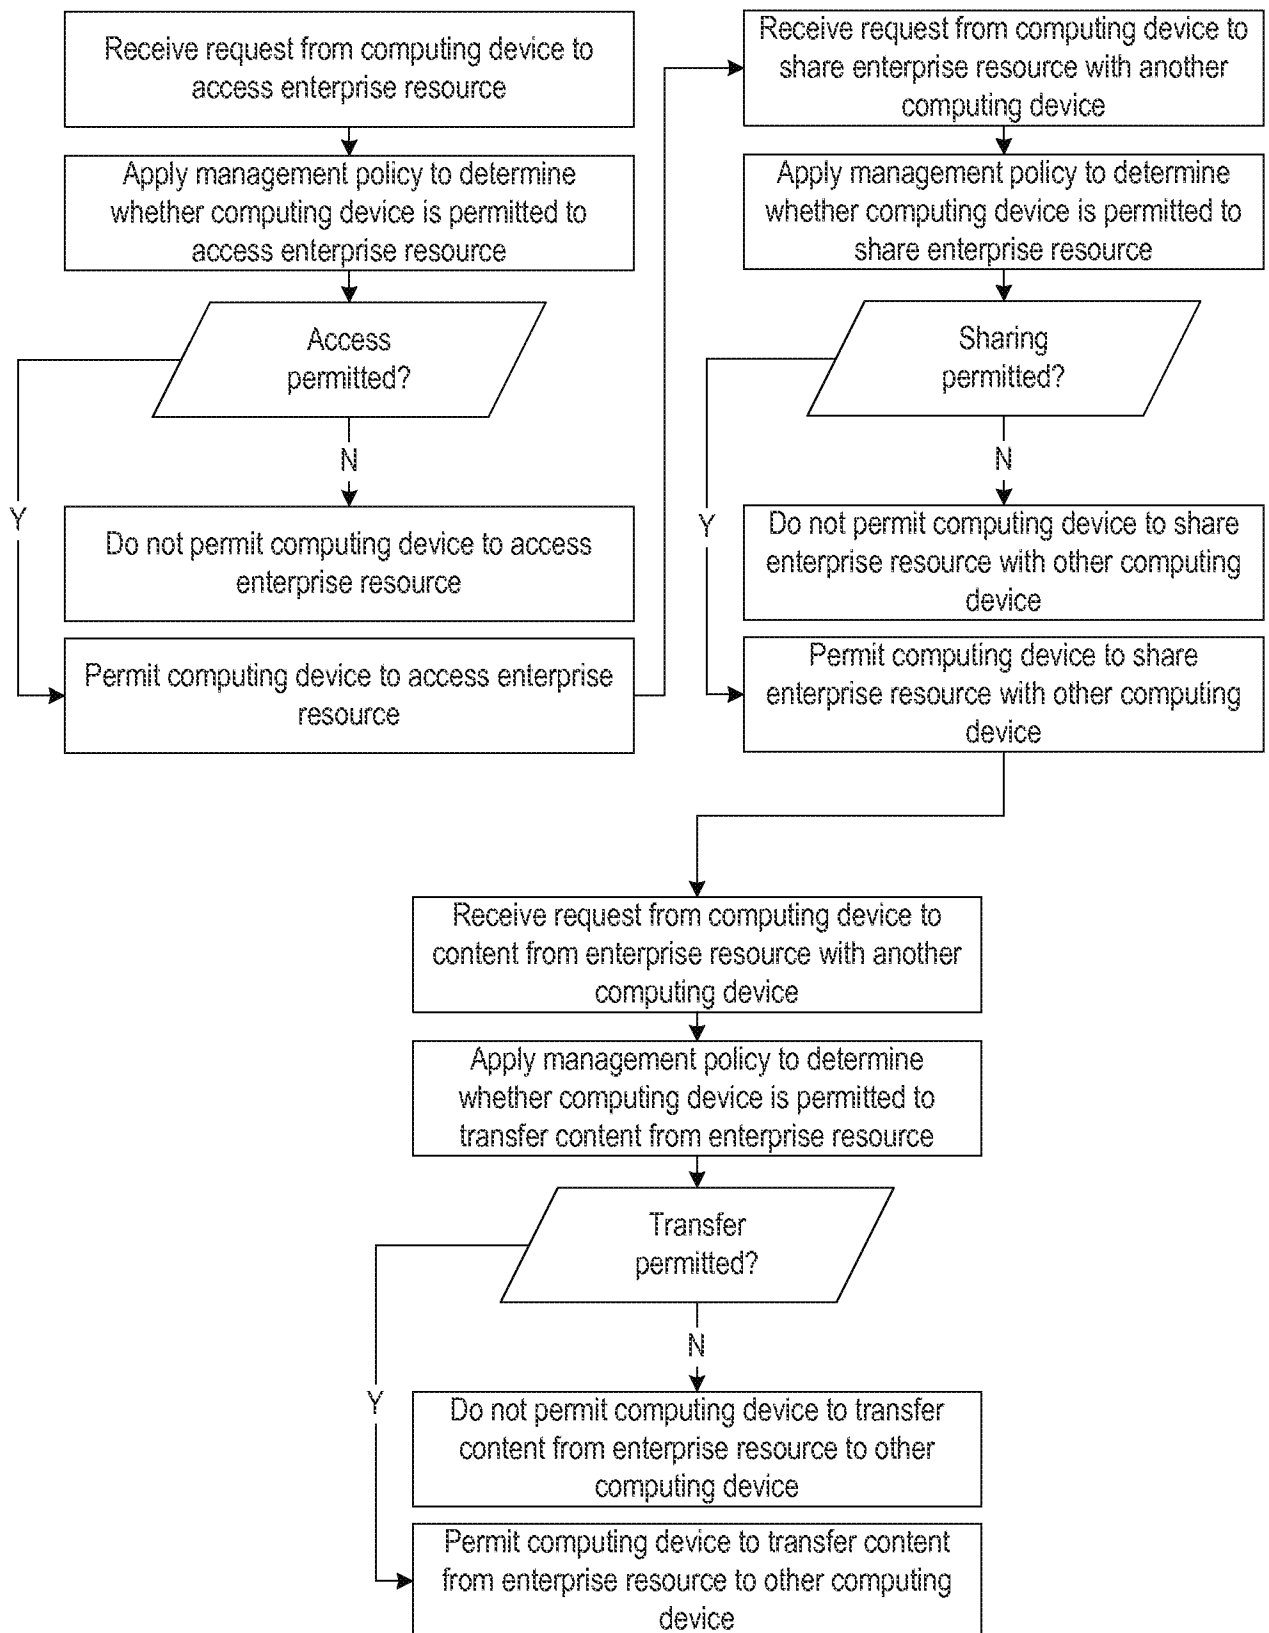 Receive request from computing device to
access enterprise resource
Apply management policy to determine
whether computing device is permitted to
access enterprise resource
Access
permitted?
N
Y
Do not permit computing device to access
enterprise resource
Permit computing device to access enterprise
resource
Receive request from computing device to
share enterprise resource with another
computing device
Apply management policy to determine
whether computing device is permitted to
share enterprise resource
Sharing
permitted?
N
Y
Do not permit computing device to share
enterprise resource with other computing
device
Permit computing device to share
enterprise resource with other computing
device
Receive request from computing device to
content from enterprise resource with another
computing device
Apply management policy to determine
whether computing device is permitted to
transfer content from enterprise resource
Transfer
permitted?
N
Y
Do not permit computing device to transfer
content from enterprise resource to other
computing device
Permit computing device to transfer content
from enterprise resource to other computing
device